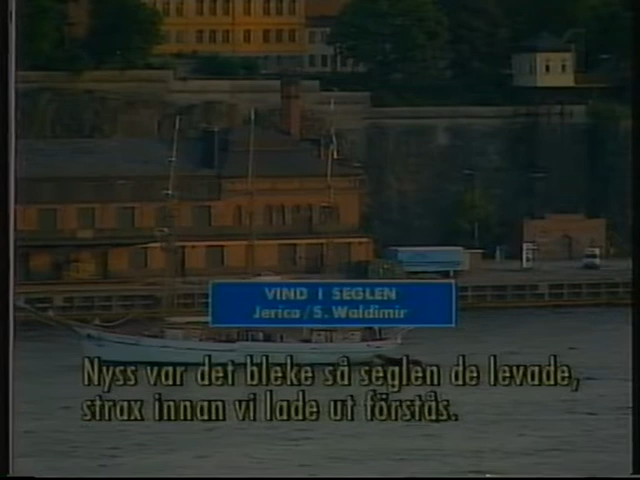 VIND I SEGLEN
Jerica/S. Waldimir
Nyss var det bleke så seglen de levade,
strax innan vi lade ut förstås.